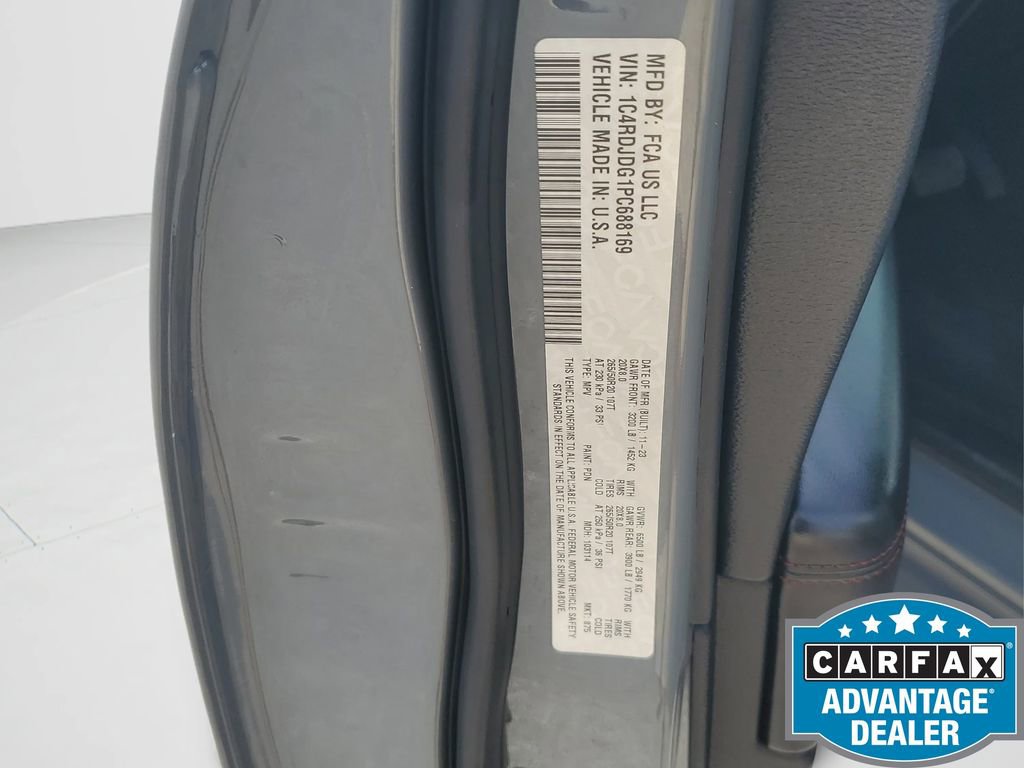 MFD BY: FCA US LLC
VIN: 1C4RDJDG1PC688169
VEHICLE MADE IN: U.S.A.
DATE OF MFR (BUILT): 11-23 GVWR: 6500 LB / 2949 KG
GAWR FRONT: 3200 LB / 1452 KG WITH GAWR REAR: 3900 LB / 1770 KG WITH
20X8.0 RIMS 20X8.0 RIMS
265/50R20 107T TIRES 265/50R20 107T TIRES
AT 230 kPa / 33 PSI COLD AT 250 kPa / 36 PSI COLD
TYPE: MPV PAINT: PDN MDH: 103114 MKT: 875
THIS VEHICLE CONFORMS TO ALL APPLICABLE U.S.A. FEDERAL MOTOR VEHICLE SAFETY
STANDARDS IN EFFECT ON THE DATE OF MANUFACTURE SHOWN ABOVE.
CARFAX
ADVANTAGE®
DEALER